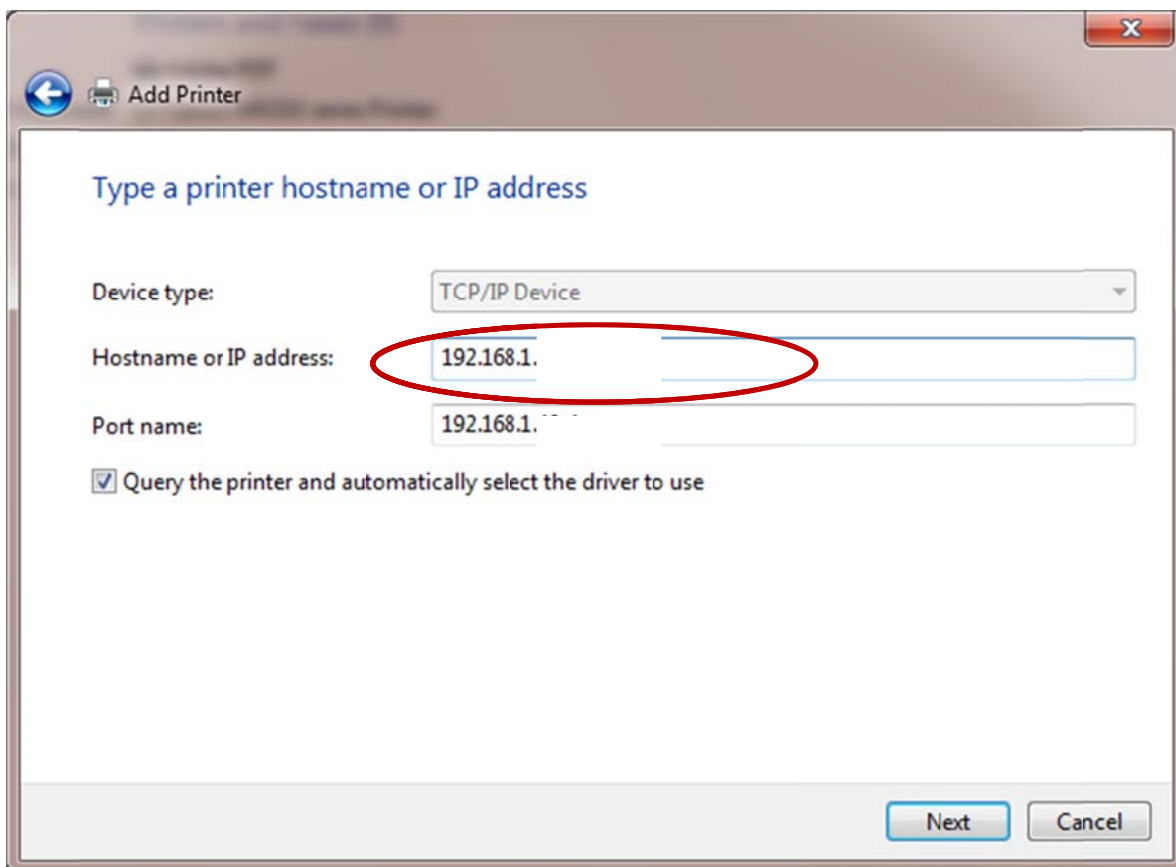 Add Printer
Type a printer hostname or IP address
Device type: TCP/IP Device
Hostname or IP address: 192.168.1.
Port name: 192.168.1.
Query the printer and automatically select the driver to use
Next Cancel